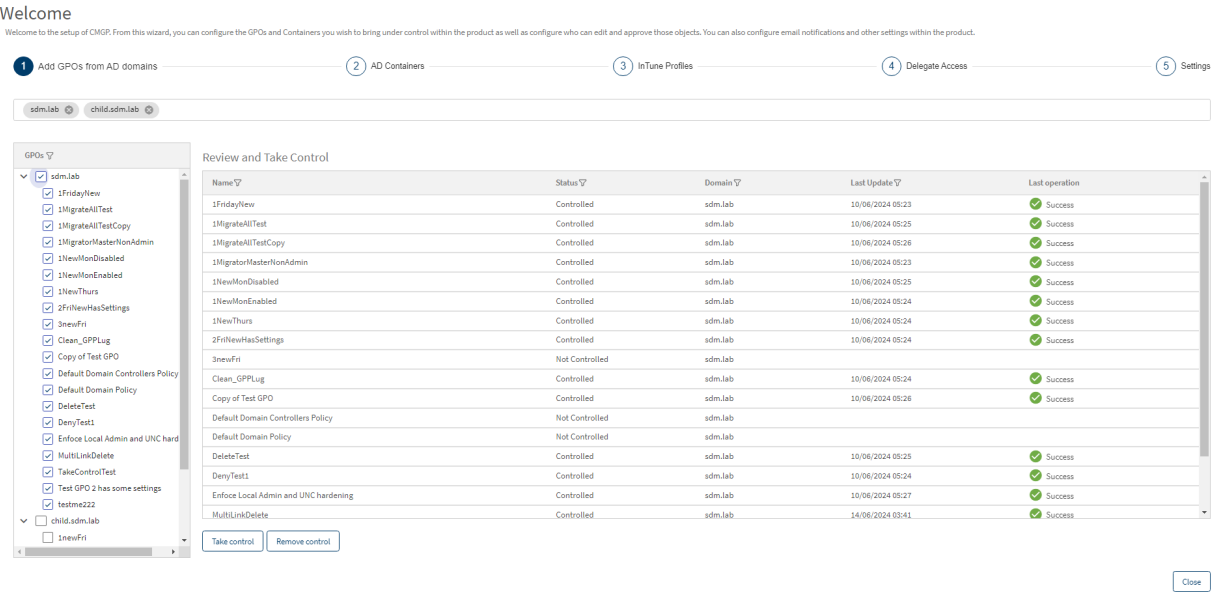 Welcome
Welcome to the setup of CMGP. From this wizard, you can configure the GPOs and Containers you wish to bring under control within the product as well as configure who can edit and approve those objects. You can also configure email notifications and other settings within the product.
1 Add GPOs from AD domains 2 AD Containers 3 InTune Profiles 4 Delegate Access 5 Settings
sdm.lab child.sdm.lab
GPOs
sdm.lab
1FridayNew
1MigrateAllTest
1MigrateAllTestCopy
1MigratorMasterNonAdmin
1NewMonDisabled
1NewMonEnabled
1NewThurs
2FriNewHasSettings
3newFri
Clean_GPPLug
Copy of Test GPO
Default Domain Controllers Policy
Default Domain Policy
DeleteTest
DenyTest1
Enfoce Local Admin and UNC hard
MultiLinkDelete
TakeControlTest
Test GPO 2 has some settings
testme222
child.sdm.lab
1newFri
Review and Take Control
Name Status Domain Last Update Last operation
1FridayNew Controlled sdm.lab 10/06/2024 05:23 Success
1MigrateAllTest Controlled sdm.lab 10/06/2024 05:25 Success
1MigrateAllTestCopy Controlled sdm.lab 10/06/2024 05:26 Success
1MigratorMasterNonAdmin Controlled sdm.lab 10/06/2024 05:23 Success
1NewMonDisabled Controlled sdm.lab 10/06/2024 05:25 Success
1NewMonEnabled Controlled sdm.lab 10/06/2024 05:24 Success
1NewThurs Controlled sdm.lab 10/06/2024 05:24 Success
2FriNewHasSettings Controlled sdm.lab 10/06/2024 05:24 Success
3newFri Not Controlled sdm.lab
Clean_GPPLug Controlled sdm.lab 10/06/2024 05:24 Success
Copy of Test GPO Controlled sdm.lab 10/06/2024 05:26 Success
Default Domain Controllers Policy Not Controlled sdm.lab
Default Domain Policy Not Controlled sdm.lab
DeleteTest Controlled sdm.lab 10/06/2024 05:25 Success
DenyTest1 Controlled sdm.lab 10/06/2024 05:24 Success
Enfoce Local Admin and UNC hardening Controlled sdm.lab 10/06/2024 05:27 Success
MultiLinkDelete Controlled sdm.lab 14/06/2024 03:41 Success
Take control Remove control
Close